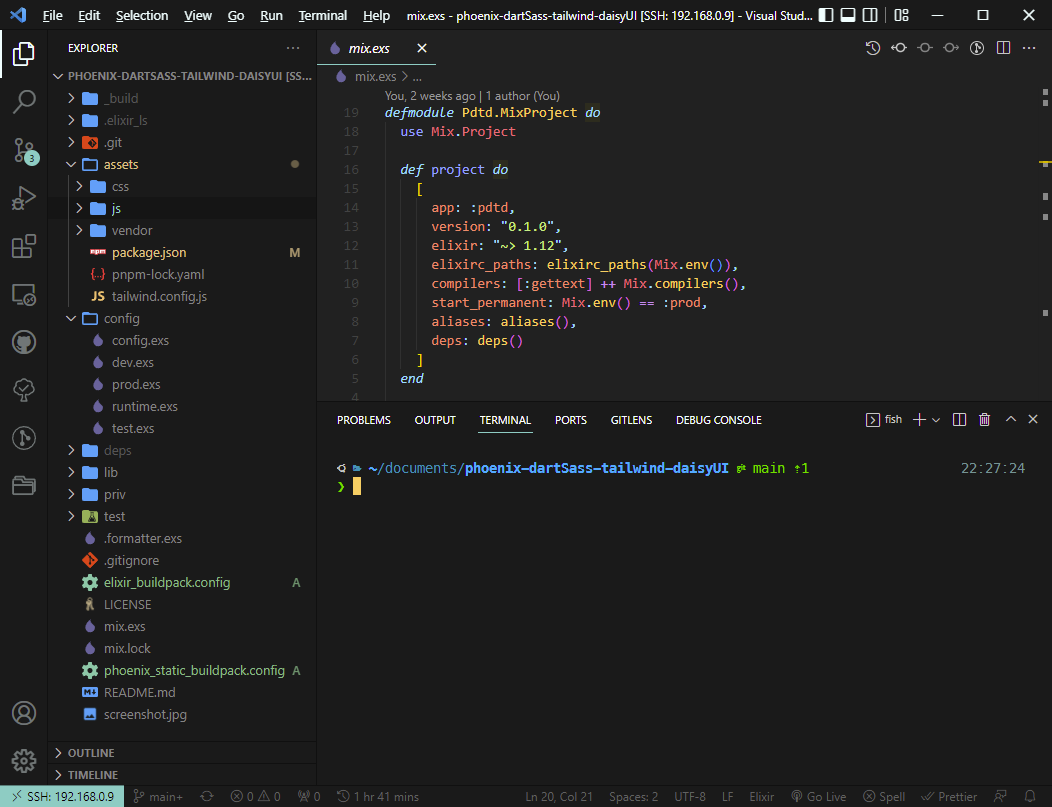 File Edit Selection View Go Run Terminal Help mix.exs - phoenix-dartSass-tailwind-daisyUI [SSH: 192.168.0.9] - Visual Stud...
EXPLORER ...
PHOENIX-DARTSASS-TAILWIND-DAISYUI [SS...
_build
.elixir_ls
.git
3
assets
css
js
vendor
npm package.json M
{..} pnpm-lock.yaml
JS tailwind.config.js
config
config.exs
dev.exs
prod.exs
runtime.exs
test.exs
deps
lib
priv
test
.formatter.exs
.gitignore
elixir_buildpack.config A
LICENSE
mix.exs
mix.lock
phoenix_static_buildpack.config A
README.md
screenshot.jpg
OUTLINE
TIMELINE
mix.exs
mix.exs > ...
You, 2 weeks ago | 1 author (You)
19 defmodule Pdtd.MixProject do
18 use Mix.Project
17
16 def project do
15 [
14 app: :pdtd,
13 version: "0.1.0",
12 elixir: "~> 1.12",
11 elixirc_paths: elixirc_paths(Mix.env()),
10 compilers: [:gettext] ++ Mix.compilers(),
9 start_permanent: Mix.env() == :prod,
8 aliases: aliases(),
7 deps: deps()
6 ]
5 end
4
PROBLEMS OUTPUT TERMINAL PORTS GITLENS DEBUG CONSOLE fish
~/documents/phoenix-dartSass-tailwind-daisyUI main ⇡1 22:27:24
❯
SSH: 192.168.0.9 main+ 0 0 0 1 hr 41 mins Ln 20, Col 21 Spaces: 2 UTF-8 LF Elixir Go Live Spell Prettier